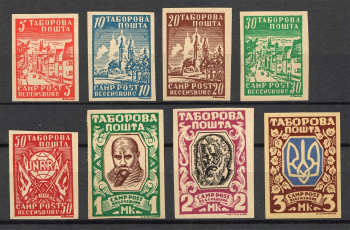 5 ТАБОРОВА
ПОШТА
CAMP POST
REGENSBURG 5
10 ТАБОРОВА
ПОШТА
CAMP POST
REGENSBURG 10
20 ТАБОРОВА
ПОШТА
CAMP POST
REGENSBURG 20
30 ТАБОРОВА
ПОШТА
CAMP POST
REGENSBURG 30
50 ТАБОРОВА
ПОШТА
UNRRA
CAMP POST
REGENSBURG
50
ТАБОРОВА
ПОШТА
CAMP POST
REGENSBURG
1 MK 1
ТАБОРОВА
ПОШТА
CAMP POST
REGENSBURG
2 MK 2
ТАБОРОВА
ПОШТА
CAMP POST
REGENSBURG
3 MK 3